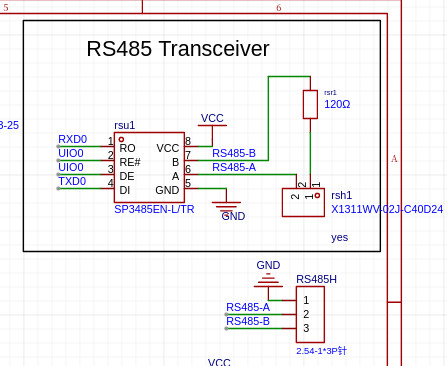 5
6
RS485 Transceiver
3-25
rsu1
VCC
rsr1
120Ω
A
RXD0
1
RO
VCC
8
UIO0
2
RE#
B
7
RS485-B
UIO0
3
DE
A
6
RS485-A
TXD0
4
DI
GND
5
SP3485EN-L/TR
GND
2
1
2
1
rsh1
X1311WV-02J-C40D24
yes
GND
RS485H
1
RS485-A
2
RS485-B
3
2.54-1*3P针
VCC